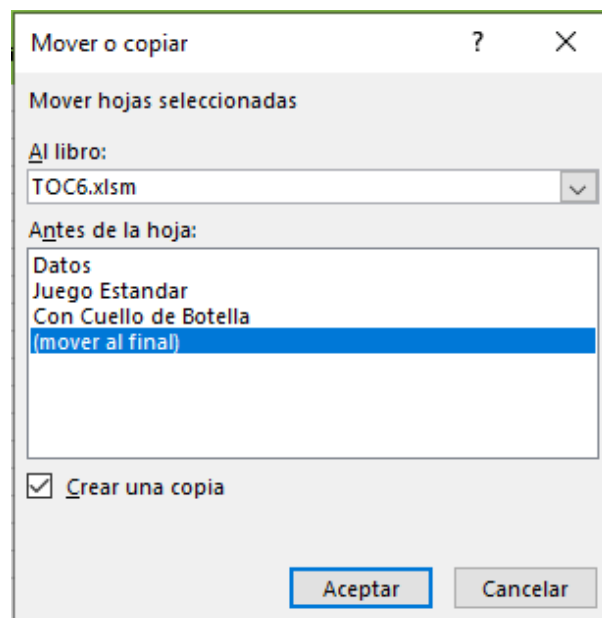 Mover o copiar ?
Mover hojas seleccionadas
Al libro:
TOC6.xlsm
Antes de la hoja:
Datos
Juego Estandar
Con Cuello de Botella
(mover al final)
Crear una copia
Aceptar Cancelar